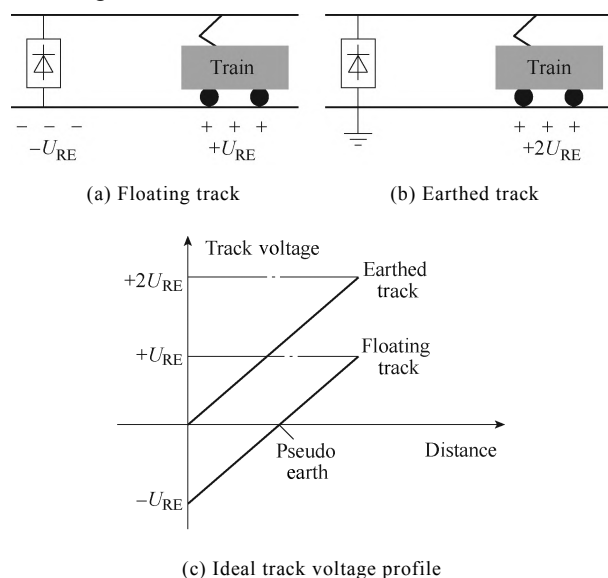 Train
Train
− − −
+ + +
+ +
−U_RE
+U_RE
+2U_RE
(a) Floating track
(b) Earthed track
Track voltage
+2U_RE
Earthed
track
+U_RE
Floating
track
Pseudo
earth
Distance
−U_RE
(c) Ideal track voltage profile